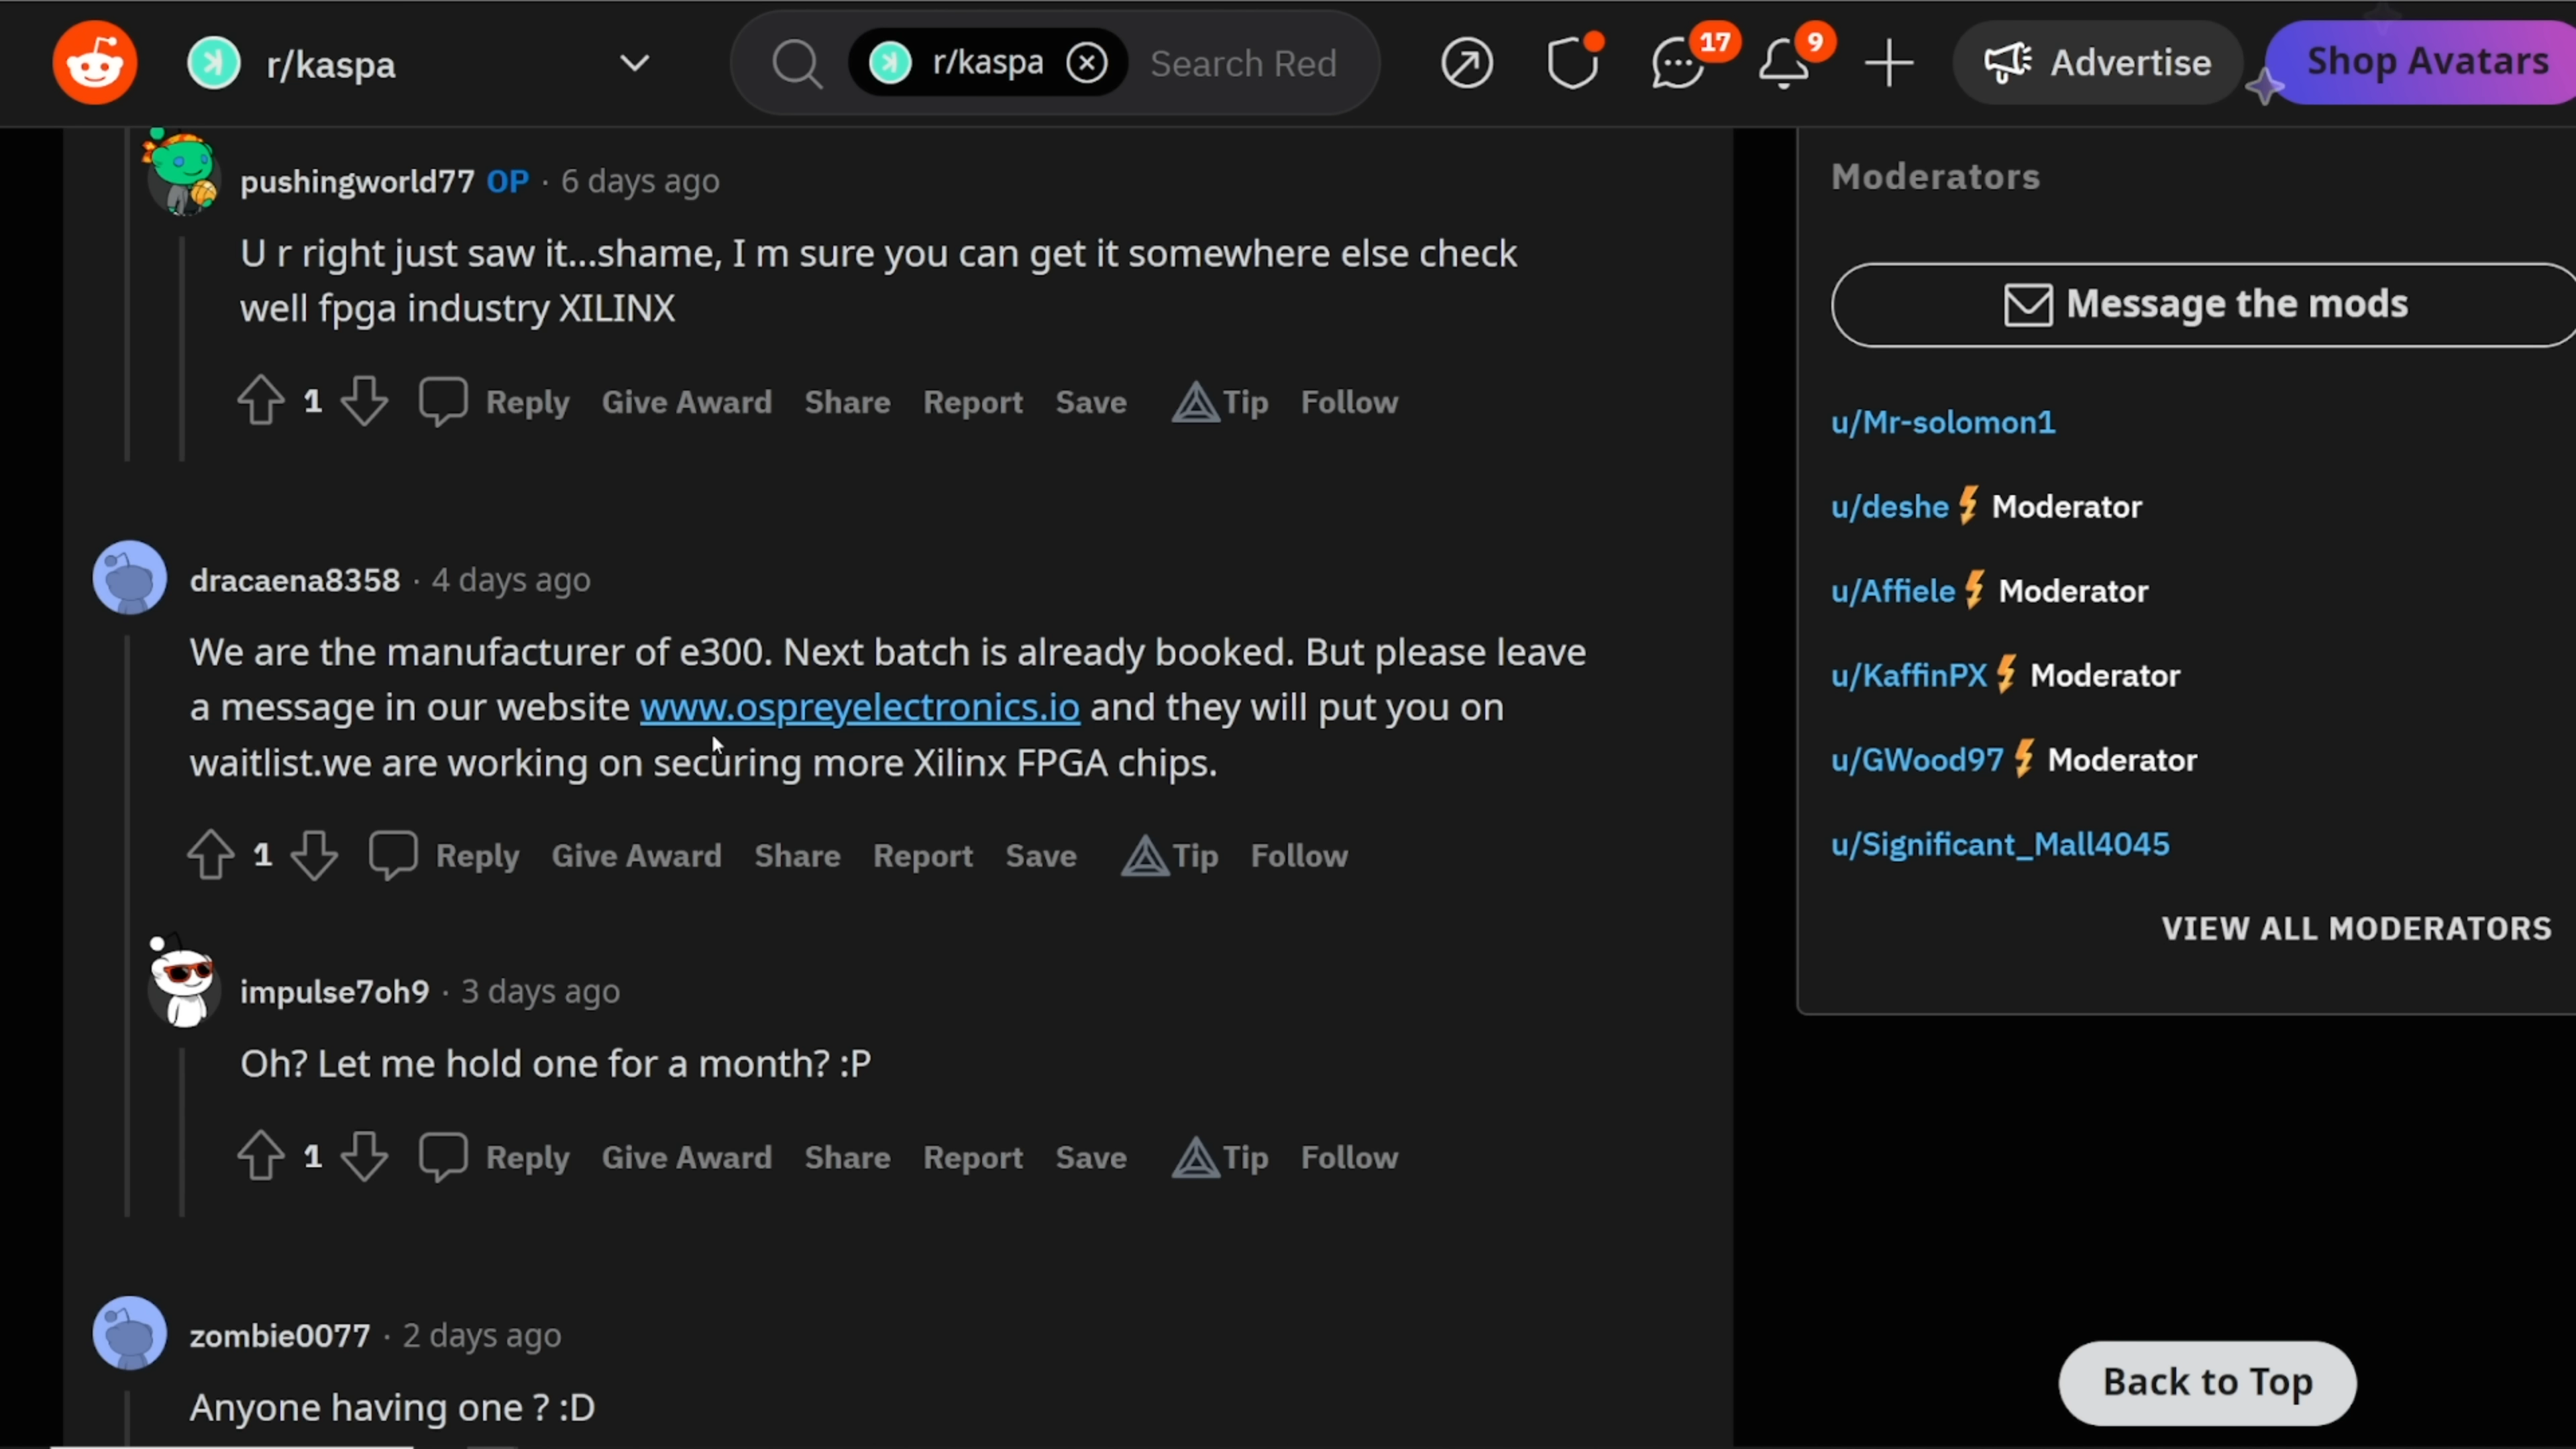 r/kaspa
r/kaspa
Search Red
17
9
Advertise
Shop Avatars
pushingworld77 OP · 6 days ago
U r right just saw it...shame, I m sure you can get it somewhere else check
well fpga industry XILINX
1 Reply Give Award Share Report Save Tip Follow
dracaena8358 · 4 days ago
We are the manufacturer of e300. Next batch is already booked. But please leave
a message in our website www.ospreyelectronics.io and they will put you on
waitlist.we are working on securing more Xilinx FPGA chips.
1 Reply Give Award Share Report Save Tip Follow
impulse7oh9 · 3 days ago
Oh? Let me hold one for a month? :P
1 Reply Give Award Share Report Save Tip Follow
zombie0077 · 2 days ago
Anyone having one ? :D
Moderators
Message the mods
u/Mr-solomon1
u/deshe Moderator
u/Affiele Moderator
u/KaffinPX Moderator
u/GWood97 Moderator
u/Significant_Mall4045
VIEW ALL MODERATORS
Back to Top